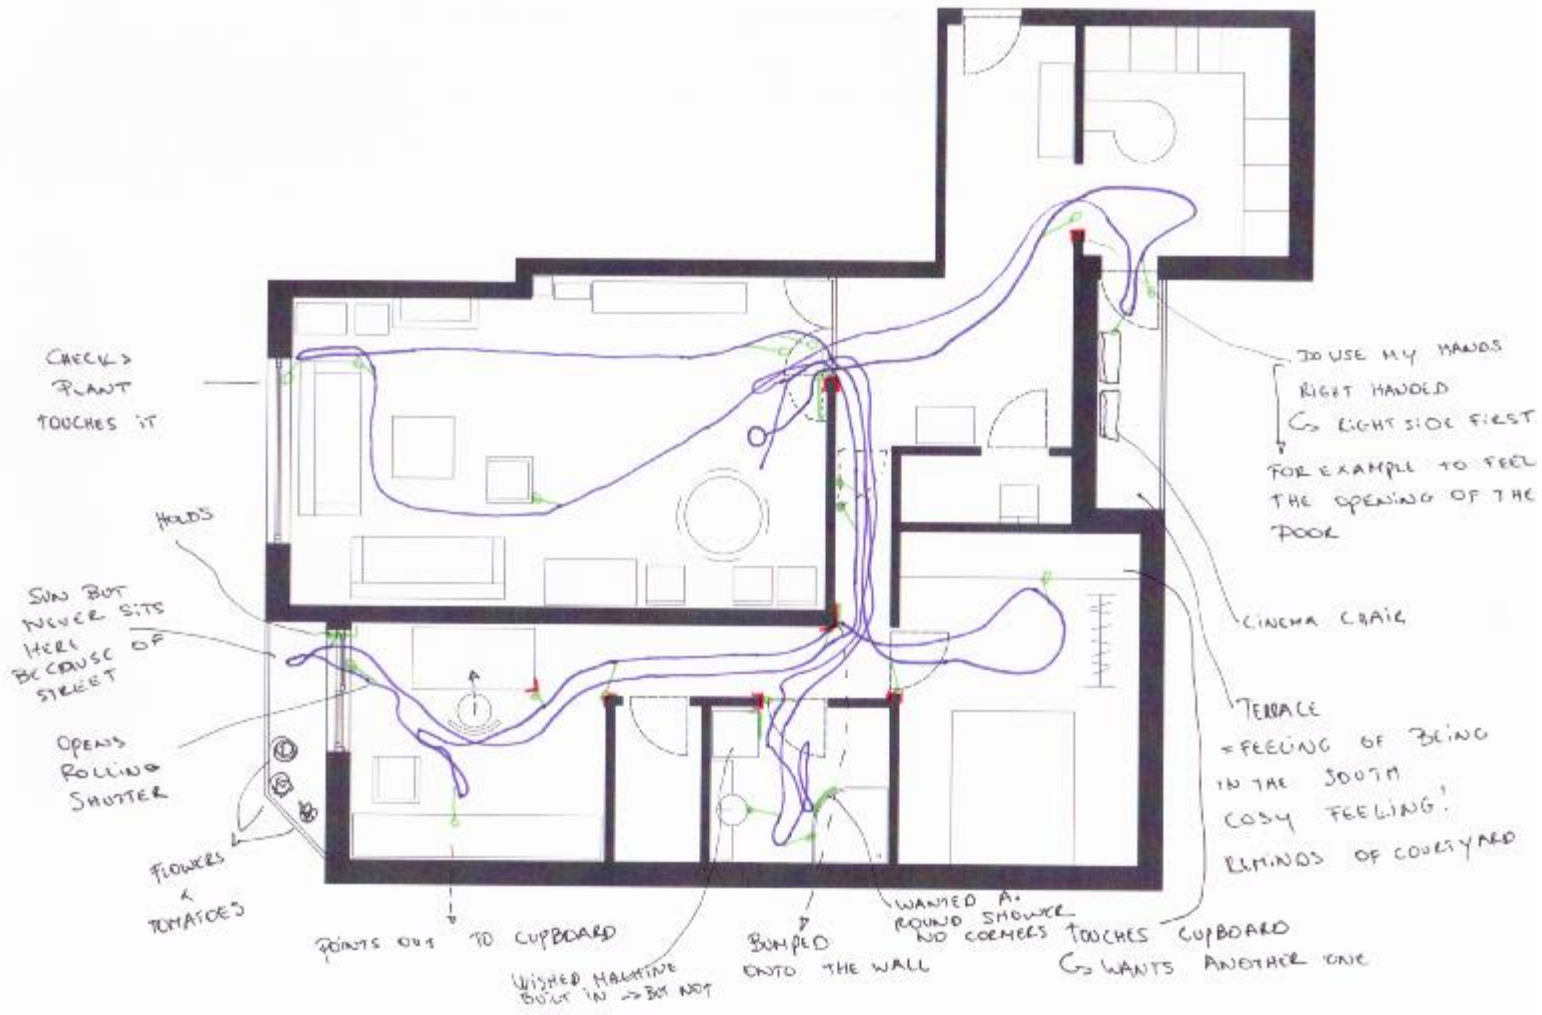 CHECKS
PLANT
TOUCHES IT
HOLDS
SUN BUT
NEVER SITS
HERE
BECAUSE OF
STREET
OPENS
ROLLING
SHUTTER
FLOWERS
&
TOMATOES
POINTS OUT TO CUPBOARD
WISHED MACHINE
BUILT IN -> BUT NOT
BUMPED
ONTO THE WALL
WANTED A
ROUND SHOWER
NO CORNERS
TOUCHES CUPBOARD
WANTS ANOTHER ONE
DO USE MY HANDS
RIGHT HANDED
RIGHT SIDE FIRST
FOR EXAMPLE TO FEEL
THE OPENING OF THE
DOOR
CINEMA CHAIR
TERRACE
= FEELING OF BEING
IN THE SOUTH
COSY FEELING!
REMINDS OF COURTYARD